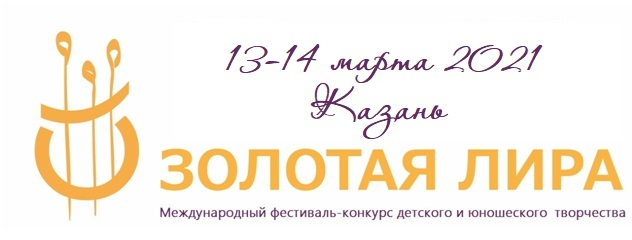 13-14 марта 2021
Казань
ЗОЛОТАЯ ЛИРА
Международный фестиваль-конкурс детского и юношеского творчества